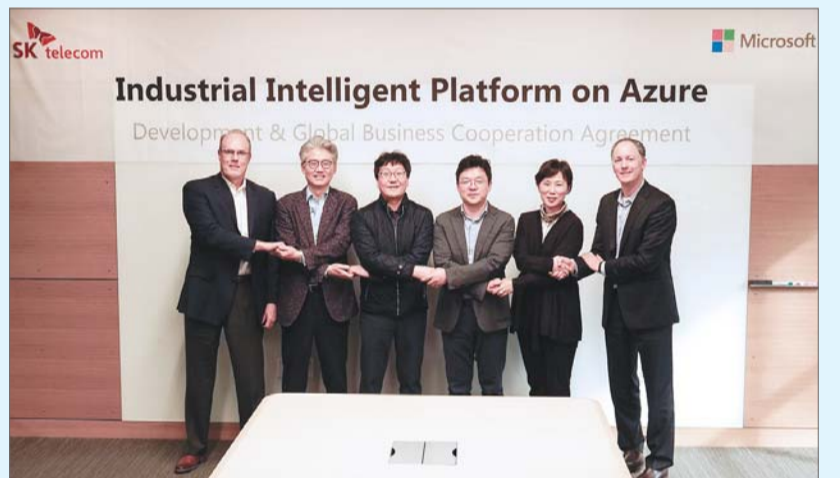 SK telecom
Microsoft
Industrial Intelligent Platform on Azure
Development & Global Business Cooperation Agreement